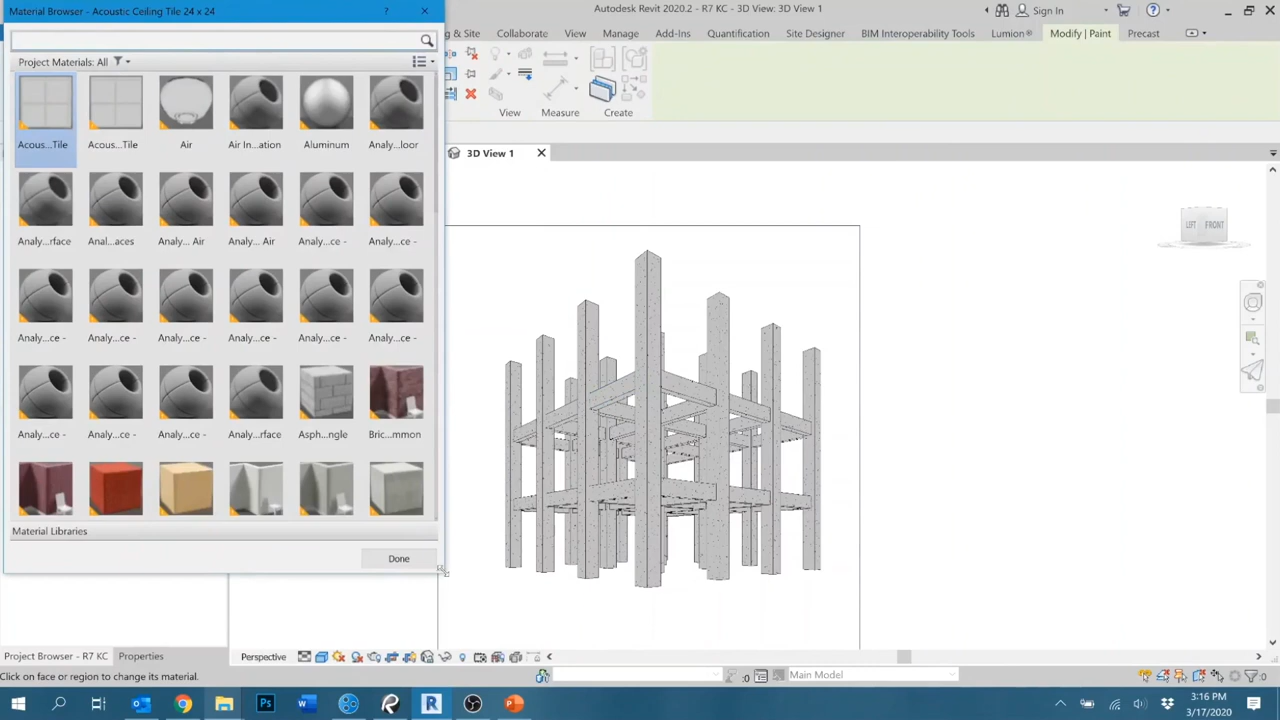 Material Browser - Acoustic Ceiling Tile 24 x 24
?
Autodesk Revit 2020.2 - R7 KC - 3D View: 3D View 1
Sign In
g & Site
Collaborate
View
Manage
Add-Ins
Quantification
Site Designer
BIM Interoperability Tools
Lumion®
Modify | Paint
Precast
Project Materials: All
View
Measure
Create
3D View 1
Acous...Tile
Acous...Tile
Air
Air In...ation
Aluminum
Analy...loor
Analy...rface
Anal...aces
Analy... Air
Analy... Air
Analy...ce -
Analy...ce -
Analy...ce -
Analy...ce -
Analy...ce -
Analy...ce -
Analy...ce -
Analy...ce -
Analy...ce -
Analy...ce -
Analy...ce -
Analy...rface
Asph...ngle
Bric...mmon
Material Libraries
Done
LEFT
FRONT
Project Browser - R7 KC
Properties
Perspective
Click on face or region to change its material.
:0
Main Model
3:16 PM
3/17/2020